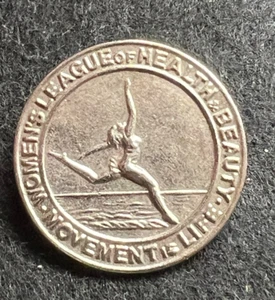 WOMEN'S LEAGUE OF HEALTH & BEAUTY
· MOVEMENT IS LIFE ·